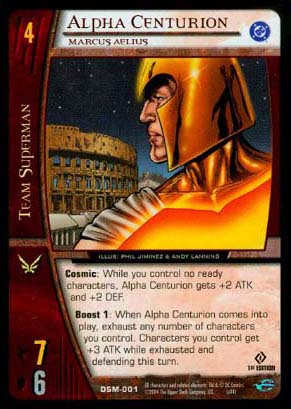 4
ALPHA CENTURION
MARCUS AELIUS
DC
TEAM SUPERMAN
ILLUS: PHIL JIMINEZ & ANDY LANNING
Cosmic: While you control no ready
characters, Alpha Centurion gets +2 ATK
and +2 DEF.
Boost 1: When Alpha Centurion comes into
play, exhaust any number of characters
you control. Characters you control get
+3 ATK while exhausted and
defending this turn.
7
6
1ST EDITION
DSM-001